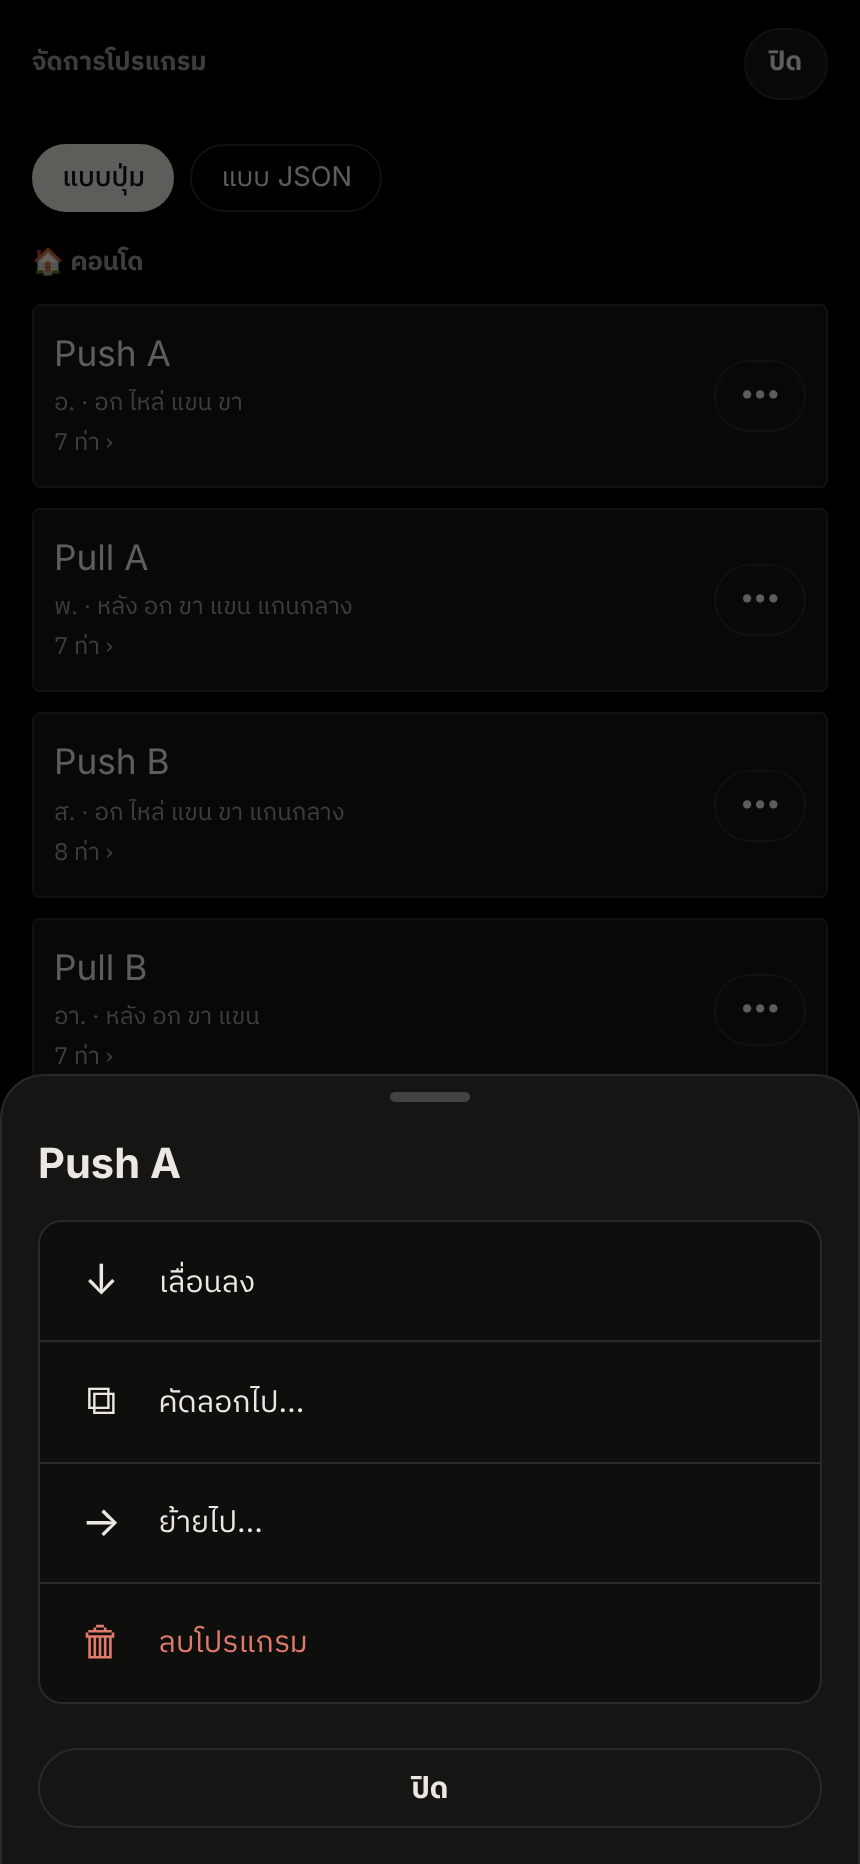 จัดการโปรแกรม
ปิด
แบบปุ่ม
แบบ JSON
🏠 คอนโด
Push A
อ. · อก ไหล่ แขน ขา
7 ท่า ›
•••
Pull A
พ. · หลัง อก ขา แขน แกนกลาง
7 ท่า ›
•••
Push B
ส. · อก ไหล่ แขน ขา แกนกลาง
8 ท่า ›
•••
Pull B
อา. · หลัง อก ขา แขน
7 ท่า ›
•••
Push A
↓ เลื่อนลง
⧉ คัดลอกไป...
→ ย้ายไป...
🗑 ลบโปรแกรม
ปิด